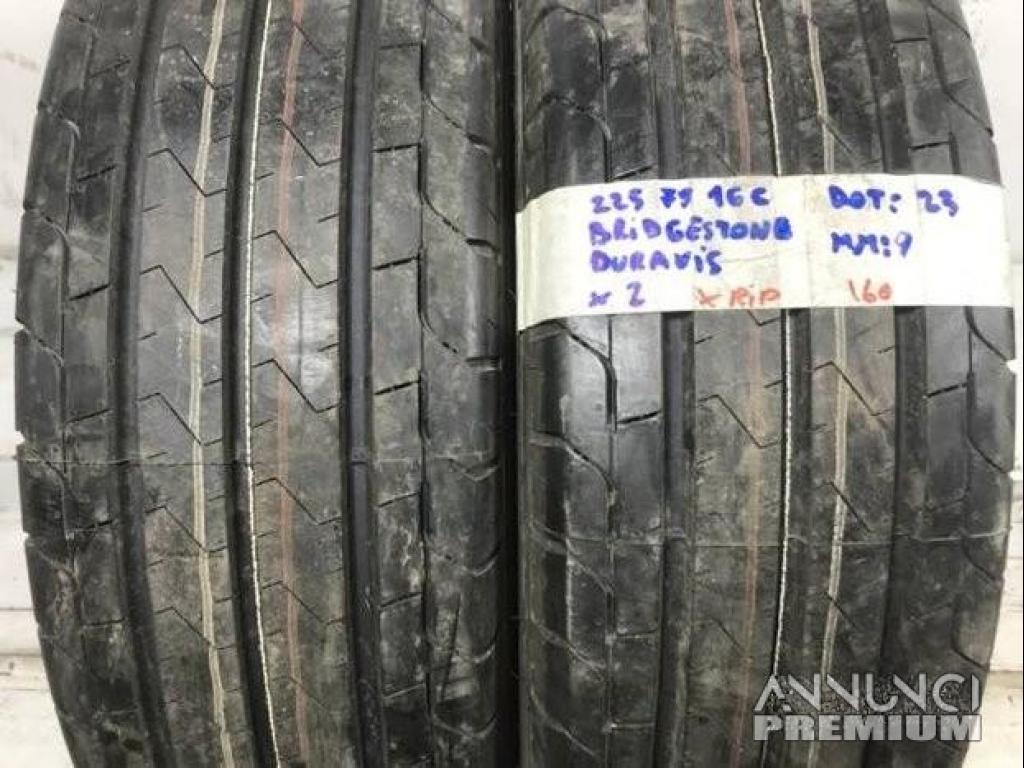 225 75 16C DOT: 23
BRIDGESTONE MM:9
DURAVIS
x 2 X RIP 160
ANNUNCI
PREMIUM